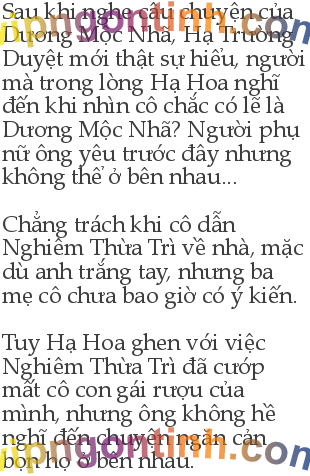 Sau khi nghe câu chuyện của
Dương Mộc Nhã, Hạ Trường
Duyệt mới thật sự hiểu, người
mà trong lòng Hạ Hoa nghĩ
đến khi nhìn cô chắc có lẽ là
Dương Mộc Nhã? Người phụ
nữ ông yêu trước đây nhưng
không thể ở bên nhau...
Chẳng trách khi cô dẫn
Nghiêm Thừa Trì về nhà, mặc
dù anh trắng tay, nhưng ba
mẹ cô chưa bao giờ có ý kiến.
Tuy Hạ Hoa ghen với việc
Nghiêm Thừa Trì đã cướp
mất cô con gái rượu của
mình, nhưng ông không hề
nghĩ đến chuyện ngăn cản
bọn họ ở bên nhau.
vipngontinh.com
vipngontinh.com